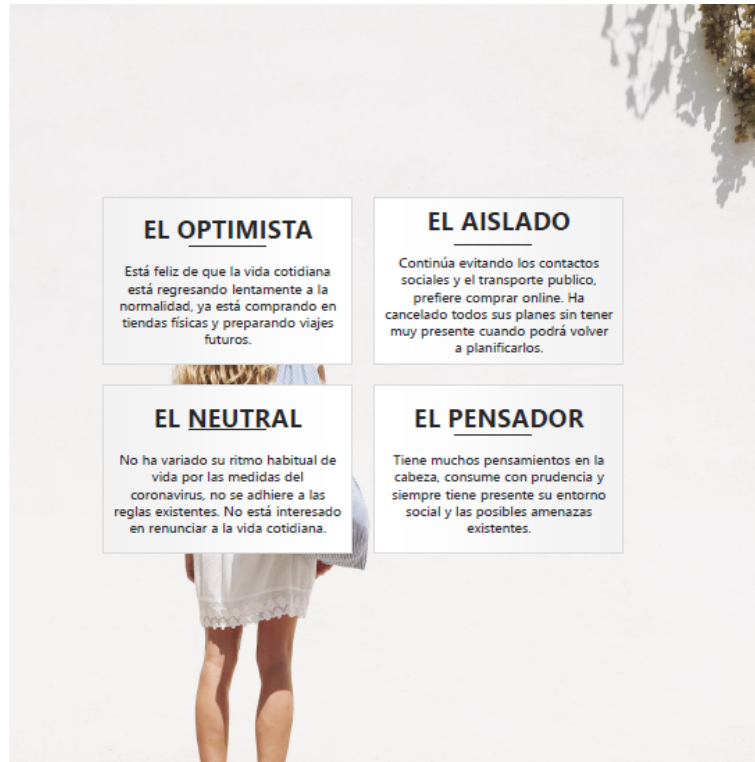 EL OPTIMISTA
Está feliz de que la vida cotidiana
está regresando lentamente a la
normalidad, ya está comprando en
tiendas físicas y preparando viajes
futuros.
EL AISLADO
Continúa evitando los contactos
sociales y el transporte publico,
prefiere comprar online. Ha
cancelado todos sus planes sin tener
muy presente cuando podrá volver
a planificarlos.
EL NEUTRAL
No ha variado su ritmo habitual de
vida por las medidas del
coronavirus, no se adhiere a las
reglas existentes. No está interesado
en renunciar a la vida cotidiana.
EL PENSADOR
Tiene muchos pensamientos en la
cabeza, consume con prudencia y
siempre tiene presente su entorno
social y las posibles amenazas
existentes.